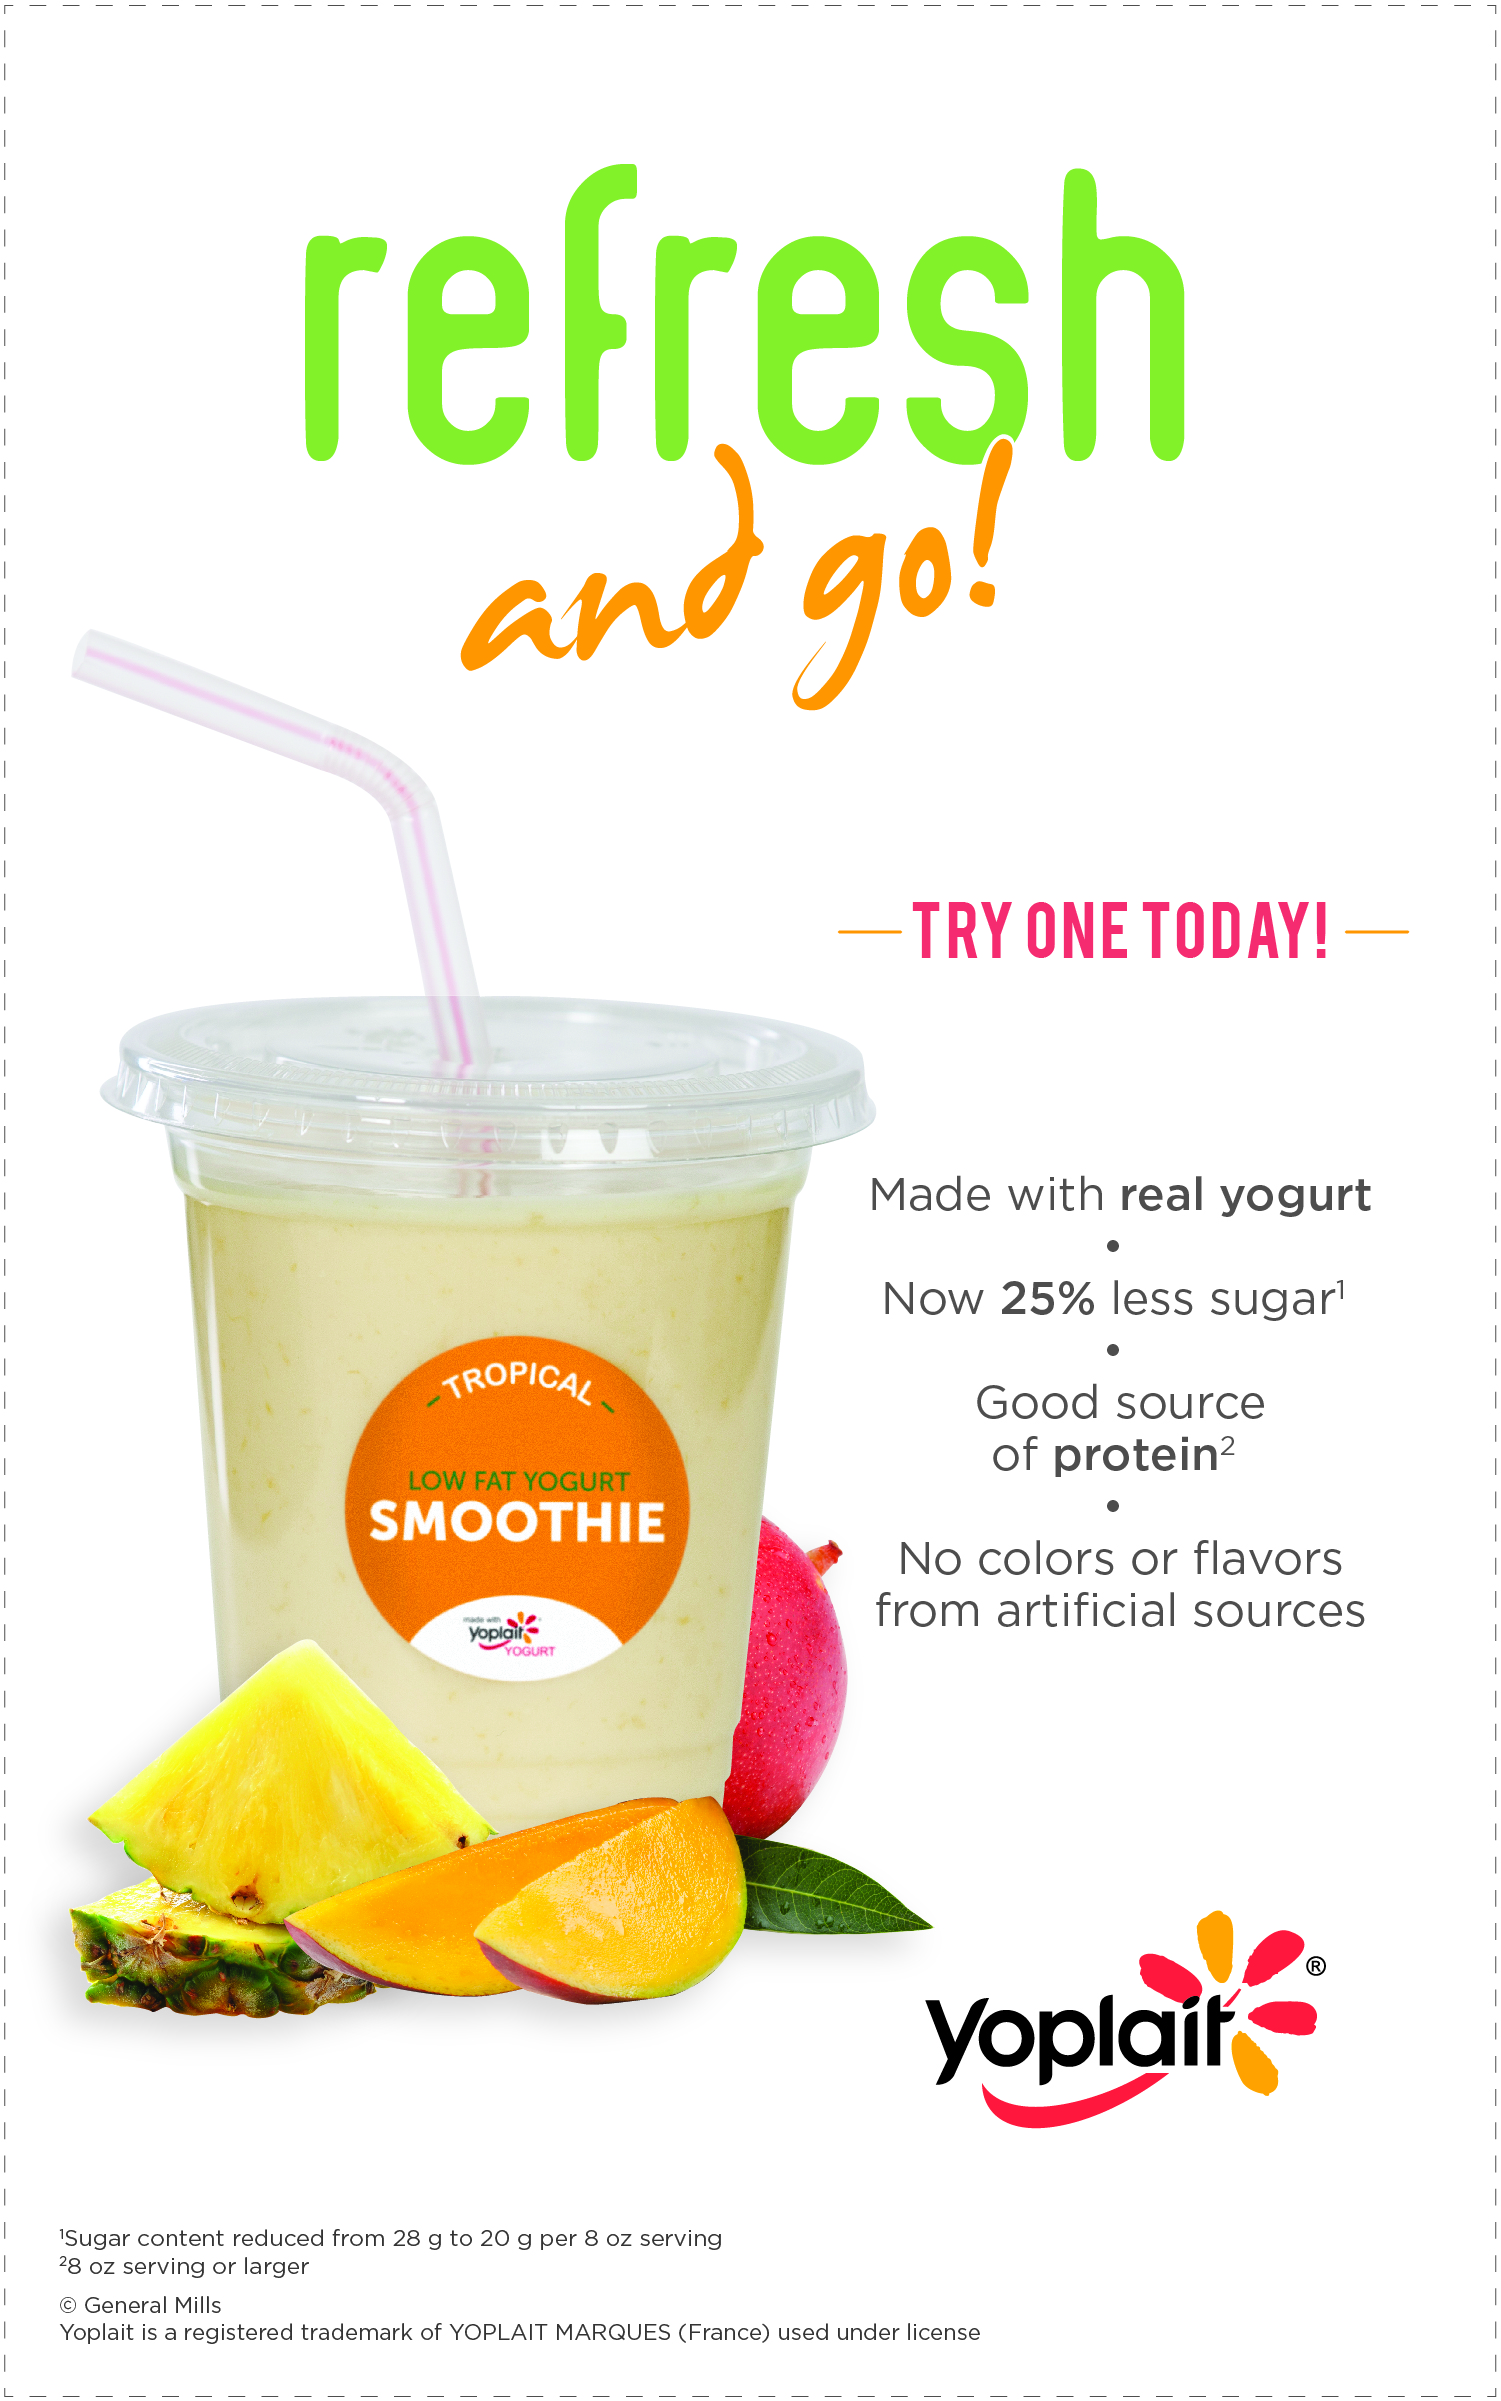 refresh
and go!
TRY ONE TODAY!
Made with real yogurt
•
Now 25% less sugar¹
•
Good source
of protein²
•
No colors or flavors
from artificial sources
- TROPICAL -
LOW FAT YOGURT
SMOOTHIE
made with
Yoplait
YOGURT
Yoplait®
¹Sugar content reduced from 28 g to 20 g per 8 oz serving
²8 oz serving or larger
© General Mills
Yoplait is a registered trademark of YOPLAIT MARQUES (France) used under license